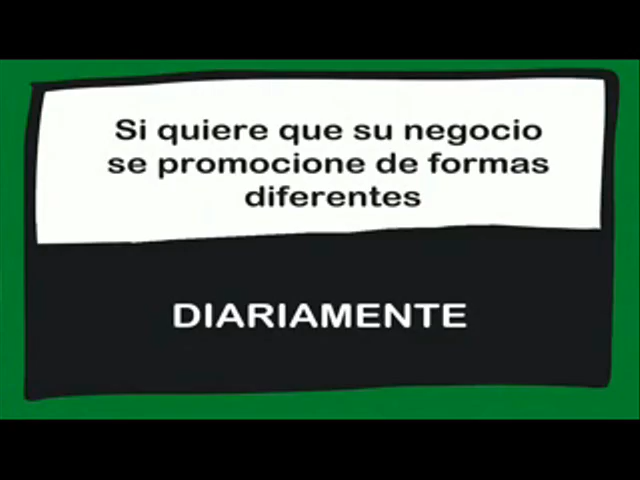 Si quiere que su negocio
se promocione de formas
diferentes
DIARIAMENTE